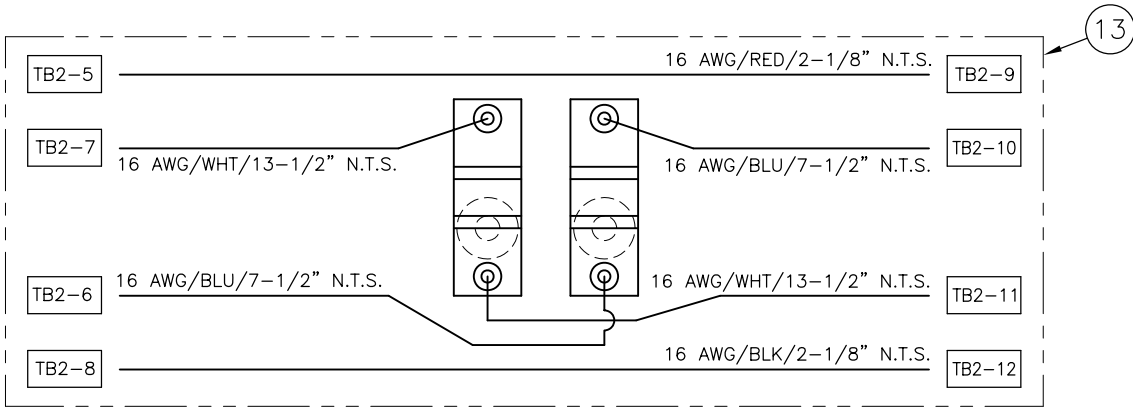 13
TB2-5
16 AWG/RED/2-1/8” N.T.S.
TB2-9
TB2-7
16 AWG/WHT/13-1/2” N.T.S.
16 AWG/BLU/7-1/2” N.T.S.
TB2-10
TB2-6
16 AWG/BLU/7-1/2” N.T.S.
16 AWG/WHT/13-1/2” N.T.S.
TB2-11
TB2-8
16 AWG/BLK/2-1/8” N.T.S.
TB2-12